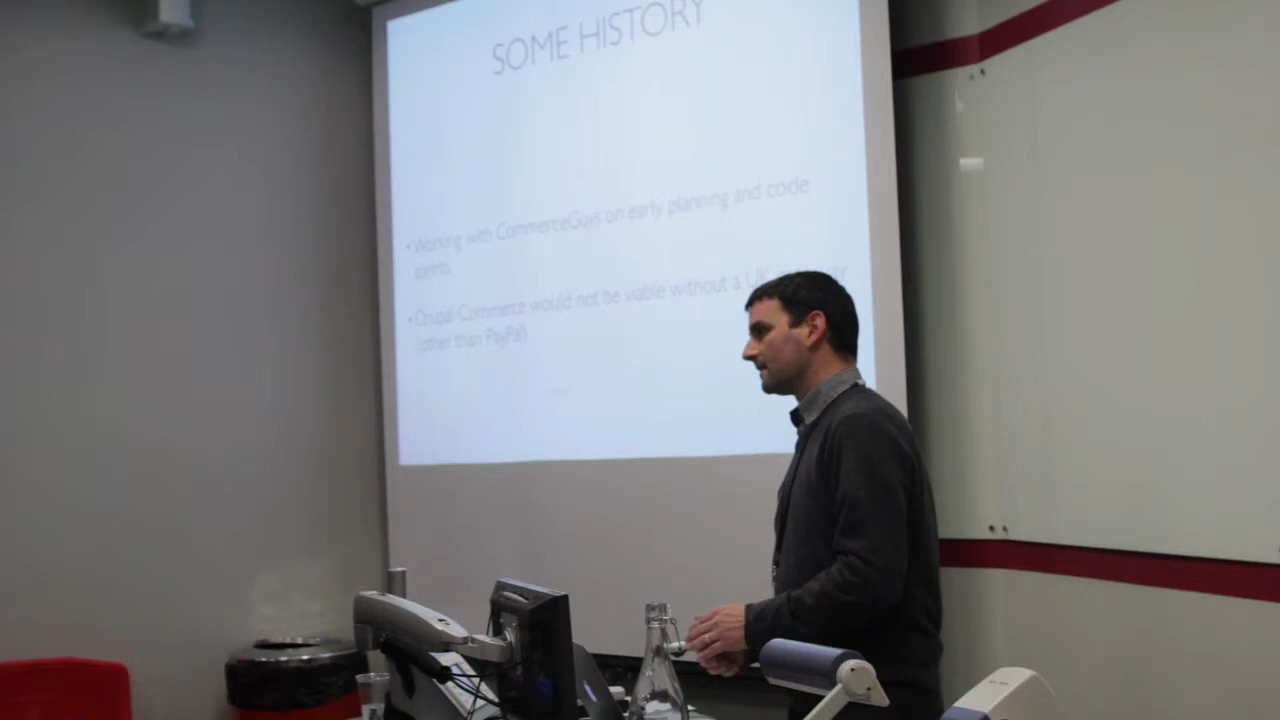 SOME HISTORY
• Working with CommerceGuys on early planning and code
sprints.
• Drupal Commerce would not be viable without a UK
(other than PayPal)